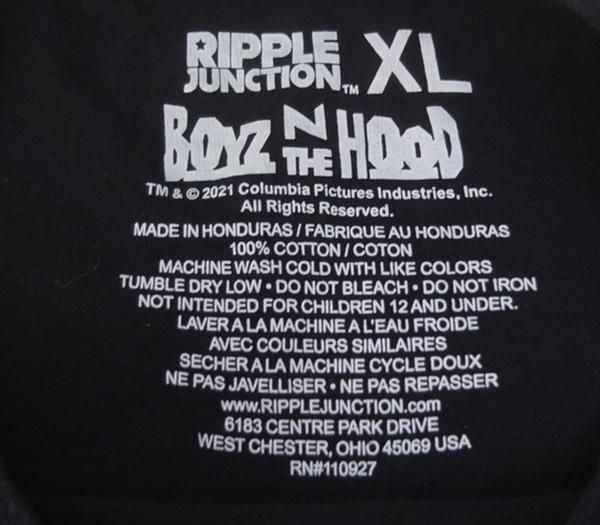 RIPPLE
JUNCTION™ XL
BOYZ N
THE HOOD
TM & © 2021 Columbia Pictures Industries, Inc.
All Rights Reserved.
MADE IN HONDURAS / FABRIQUE AU HONDURAS
100% COTTON / COTON
MACHINE WASH COLD WITH LIKE COLORS
TUMBLE DRY LOW • DO NOT BLEACH • DO NOT IRON
NOT INTENDED FOR CHILDREN 12 AND UNDER.
LAVER A LA MACHINE A L'EAU FROIDE
AVEC COULEURS SIMILAIRES
SECHER A LA MACHINE CYCLE DOUX
NE PAS JAVELLISER • NE PAS REPASSER
www.RIPPLEJUNCTION.com
6183 CENTRE PARK DRIVE
WEST CHESTER, OHIO 45069 USA
RN#110927